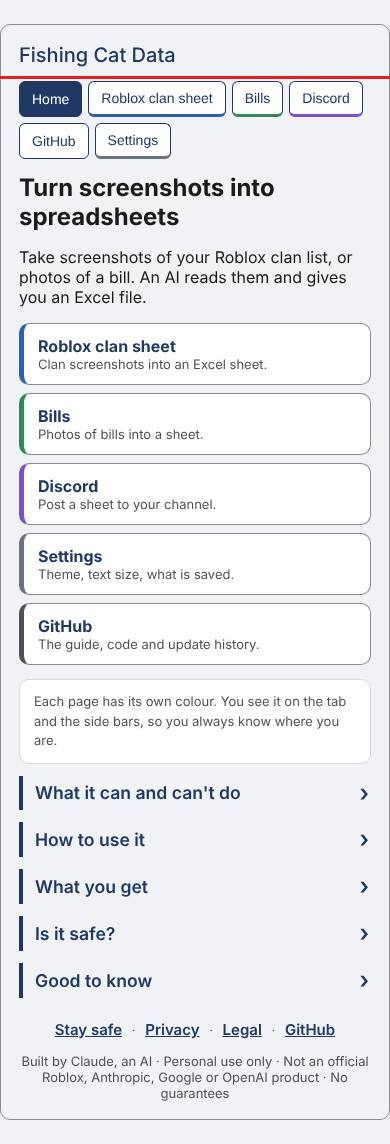 Fishing Cat Data
Home
Roblox clan sheet
Bills
Discord
GitHub
Settings
Turn screenshots into
spreadsheets
Take screenshots of your Roblox clan list, or
photos of a bill. An AI reads them and gives
you an Excel file.
Roblox clan sheet
Clan screenshots into an Excel sheet.
Bills
Photos of bills into a sheet.
Discord
Post a sheet to your channel.
Settings
Theme, text size, what is saved.
GitHub
The guide, code and update history.
Each page has its own colour. You see it on the tab
and the side bars, so you always know where you
are.
What it can and can't do
How to use it
What you get
Is it safe?
Good to know
Stay safe · Privacy · Legal · GitHub
Built by Claude, an AI · Personal use only · Not an official
Roblox, Anthropic, Google or OpenAI product · No
guarantees